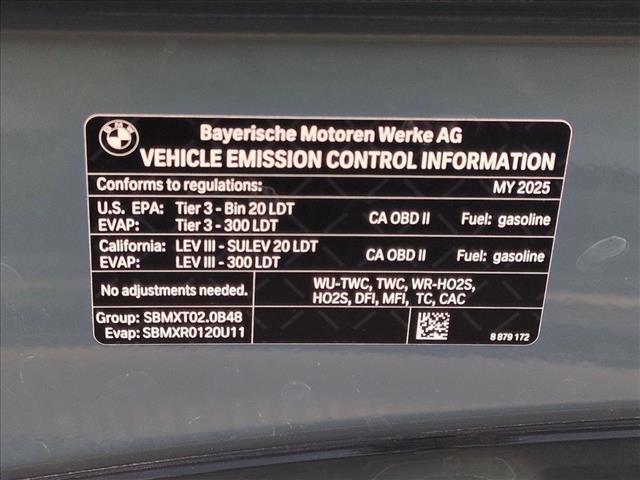 BMW
Bayerische Motoren Werke AG
VEHICLE EMISSION CONTROL INFORMATION
Conforms to regulations: MY 2025
U.S. EPA: Tier 3 - Bin 20 LDT CA OBD II Fuel: gasoline
EVAP: Tier 3 - 300 LDT
California: LEV III - SULEV 20 LDT CA OBD II Fuel: gasoline
EVAP: LEV III - 300 LDT
No adjustments needed.
WU-TWC, TWC, WR-HO2S,
HO2S, DFI, MFI, TC, CAC
Group: SBMXT02.0B48
Evap: SBMXR0120U11
8 879 172